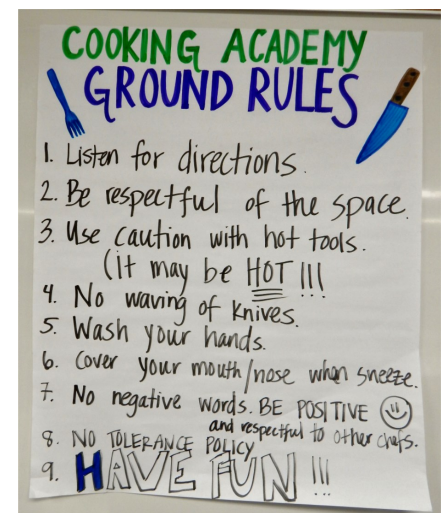 COOKING ACADEMY
GROUND RULES
1. Listen for directions.
2. Be respectful of the space.
3. Use caution with hot tools.
(it may be HOT !!!
4. No waving of knives.
5. Wash your hands.
6. Cover your mouth/nose when sneeze.
7. No negative words. BE POSITIVE
and respectful to other chefs.
8. NO TOLERANCE POLICY
9. HAVE FUN !!!